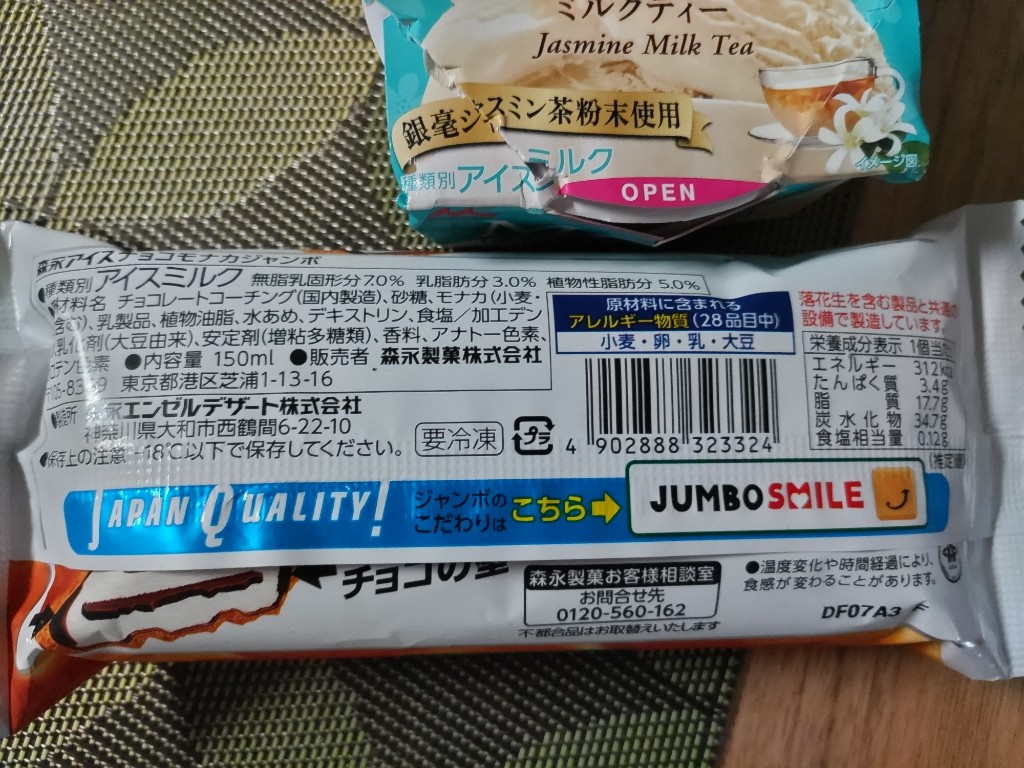 ミルクティー
Jasmine Milk Tea
銀毫ジャスミン茶粉末使用
種類別アイスミルク
イメージ図
OPEN
森永アイスチョコモナカジャンボ
●種類別 アイスミルク 無脂乳固形分7.0% 乳脂肪分3.0% 植物性脂肪分5.0%
材料名 チョコレートコーチング(国内製造)、砂糖、モナカ(小麦・
含む)、乳製品、植物油脂、水あめ、デキストリン、食塩/加工デン
乳化剤(大豆由来)、安定剤(増粘多糖類)、香料、アナトー色素、
色素 ●内容量 150ml ●販売者 森永製菓株式会社
東京都港区芝浦1-13-16
●製造所 森永エンゼルデザート株式会社
神奈川県大和市西鶴間6-22-10
●保存上の注意 -18℃以下で保存してください。
原材料に含まれる
アレルギー物質(28品目中)
小麦・卵・乳・大豆
落花生を含む製品と共通の
設備で製造しています。
栄養成分表示 1個当たり
エネルギー 312kcal
たんぱく質 3.4g
脂質 17.7g
炭水化物 34.7g
食塩相当量 0.12g
(推定値)
要冷凍
プラ
4 902888 323324
JAPAN QUALITY!
ジャンボの
こだわりは
こちら
JUMBO SMILE
チョコの壁
森永製菓お客様相談室
お問合せ先
0120-560-162
不都合品はお取替えいたします
●温度変化や時間経過により、
食感が変わることがあります。
DF07A3